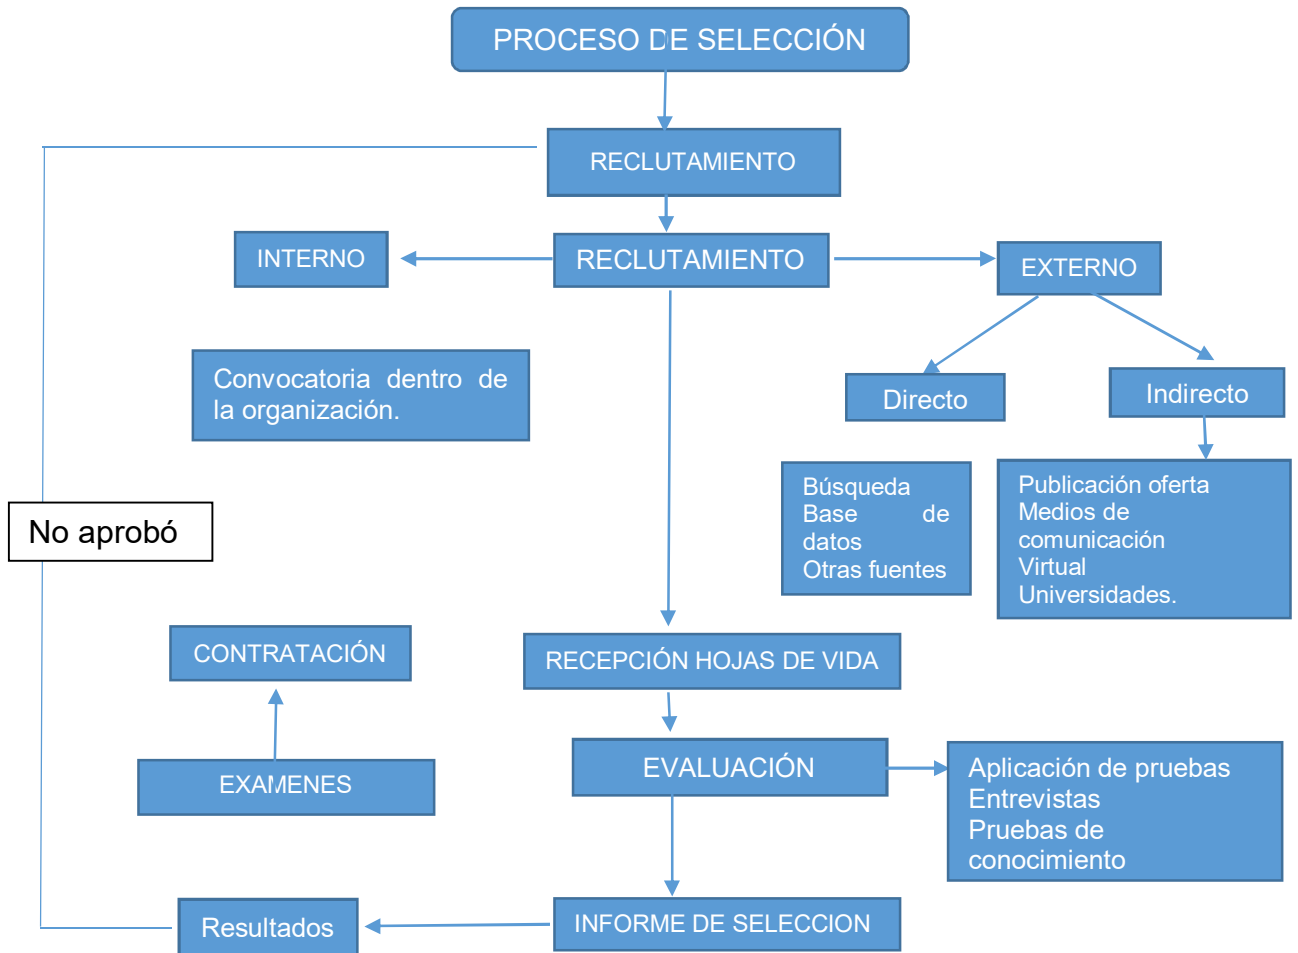 PROCESO DE SELECCIÓN
RECLUTAMIENTO
INTERNO
RECLUTAMIENTO
EXTERNO
Convocatoria dentro de
la organización.
Directo
Indirecto
Búsqueda
Base de
datos
Otras fuentes
Publicación oferta
Medios de
comunicación
Virtual
Universidades.
No aprobó
CONTRATACIÓN
RECEPCIÓN HOJAS DE VIDA
EXAMENES
EVALUACIÓN
Aplicación de pruebas
Entrevistas
Pruebas de
conocimiento
Resultados
INFORME DE SELECCION